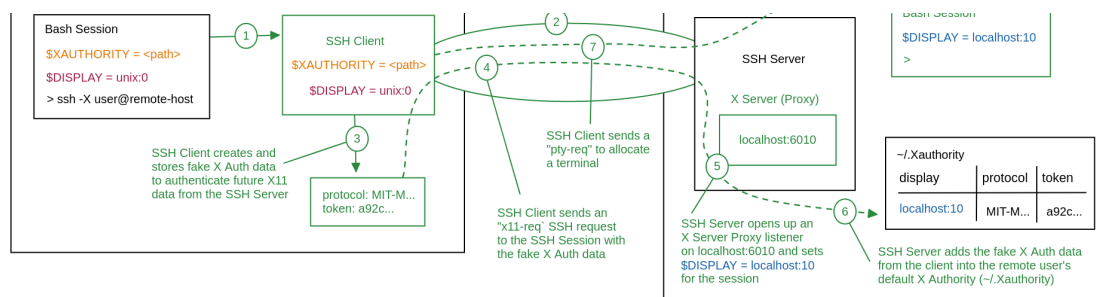 Bash Session
$XAUTHORITY = <path>
$DISPLAY = unix:0
> ssh -X user@remote-host
1
SSH Client
$XAUTHORITY = <path>
$DISPLAY = unix:0
2
7
4
3
SSH Client creates and
stores fake X Auth data
to authenticate future X11
data from the SSH Server
protocol: MIT-M...
token: a92c...
SSH Client sends a
"pty-req" to allocate
a terminal
SSH Client sends an
"x11-req` SSH request
to the SSH Session with
the fake X Auth data
SSH Server
X Server (Proxy)
localhost:6010
5
SSH Server opens up an
X Server Proxy listener
on localhost:6010 and sets
$DISPLAY = localhost:10
for the session
Bash Session
$DISPLAY = localhost:10
>
~/.Xauthority
display protocol token
localhost:10 MIT-M... a92c...
6
SSH Server adds the fake X Auth data
from the client into the remote user's
default X Authority (~/.Xauthority)